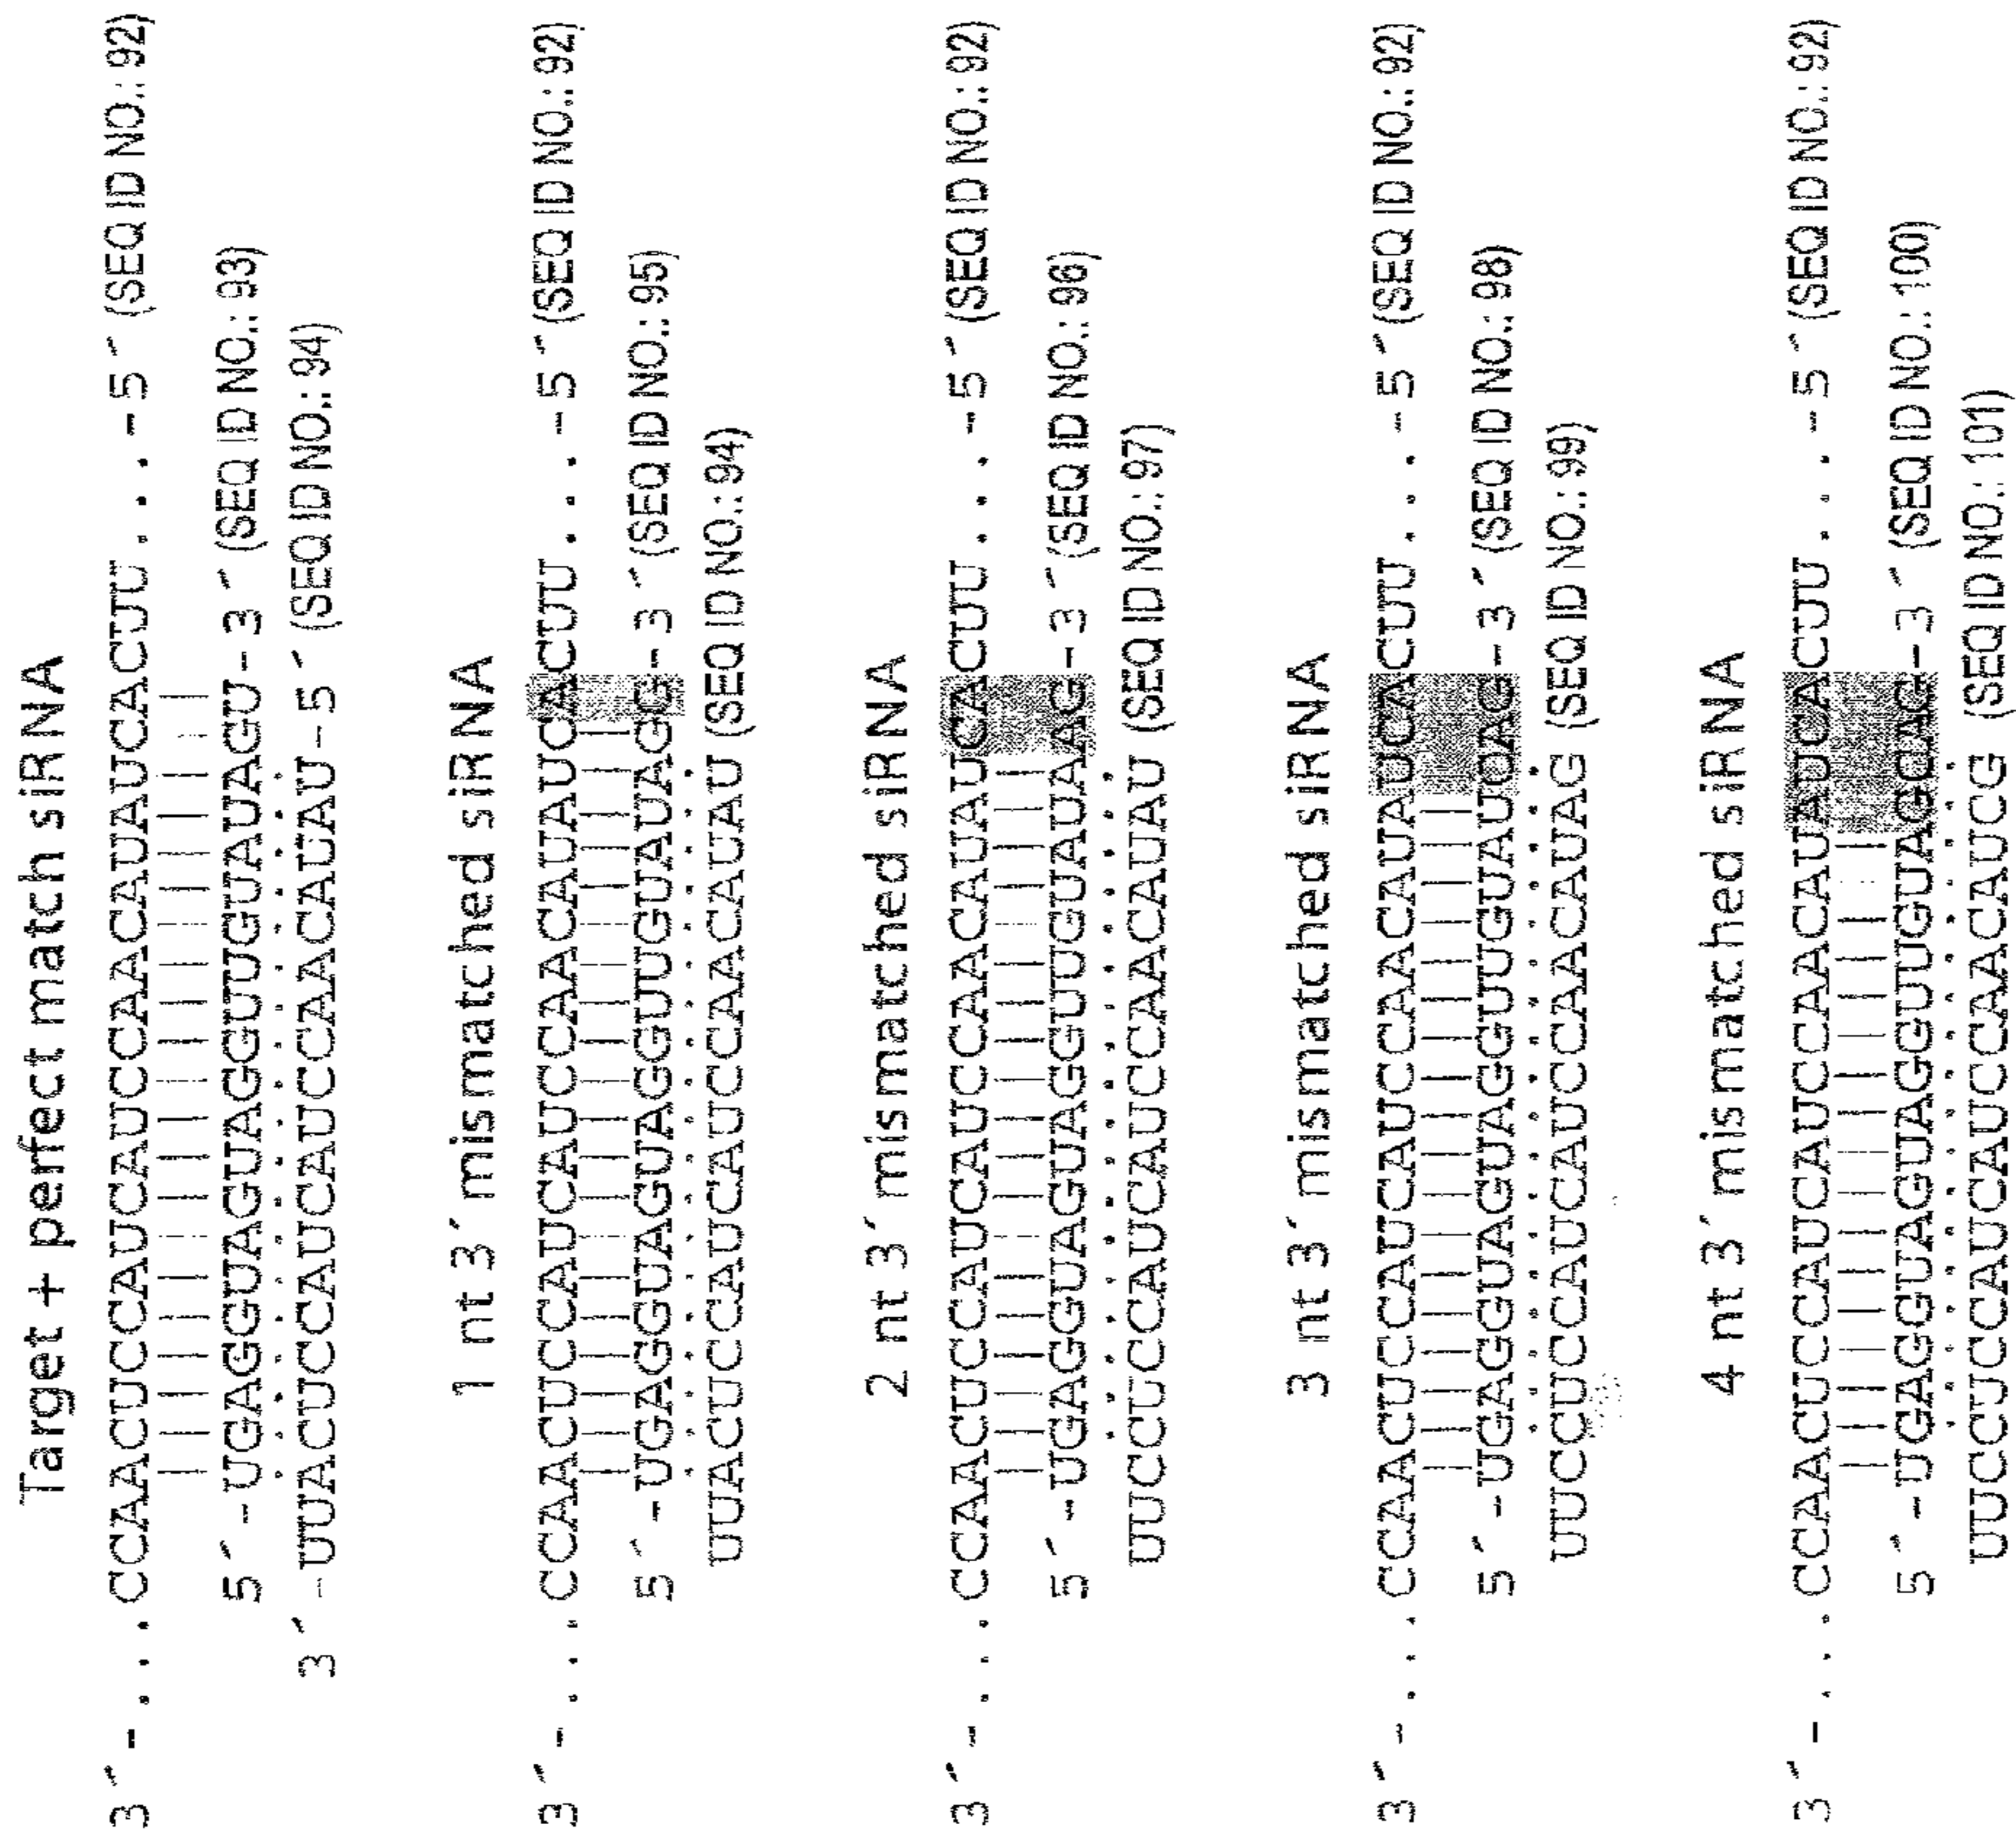 Target + perfect match siRNA
3´-....CCAACUCCAUCAUCCAACAUAUCACUU....-5´ (SEQ ID NO.: 92)
5´-UGAGGUAGUAGGUUGUAUAGU-3´ (SEQ ID NO.: 93)
3´-UUACUCCAUCAUCCAACAUAU-5´ (SEQ ID NO.: 94)
1 nt 3´ mismatched siRNA
3´-....CCAACUCCAUCAUCCAACAUAUCACUU....-5´ (SEQ ID NO.: 92)
5´-UGAGGUAGUAGGUUGUAUAGG-3´ (SEQ ID NO.: 95)
UUACUCCAUCAUCCAACAUAU (SEQ ID NO.: 94)
2 nt 3´ mismatched siRNA
3´-....CCAACUCCAUCAUCCAACAUAUCACUU....-5´ (SEQ ID NO.: 92)
5´-UGAGGUAGUAGGUUGUAUAAG-3´ (SEQ ID NO.: 96)
UUCCUCCAUCAUCCAACAUAU (SEQ ID NO.: 97)
3 nt 3´ mismatched siRNA
3´-....CCAACUCCAUCAUCCAACAUAUCACUU....-5´ (SEQ ID NO.: 92)
5´-UGAGGUAGUAGGUUGUAUCAG-3´ (SEQ ID NO.: 98)
UUCCUCCAUCAUCCAACAUAG (SEQ ID NO.: 99)
4 nt 3´ mismatched siRNA
3´-....CCAACUCCAUCAUCCAACAUAUCACUU....-5´ (SEQ ID NO.: 92)
5´-UGAGGUAGUAGGUUGUAGCAG-3´ (SEQ ID NO.: 100)
UUCCUCCAUCAUCCAACAUCG (SEQ ID NO.: 101)